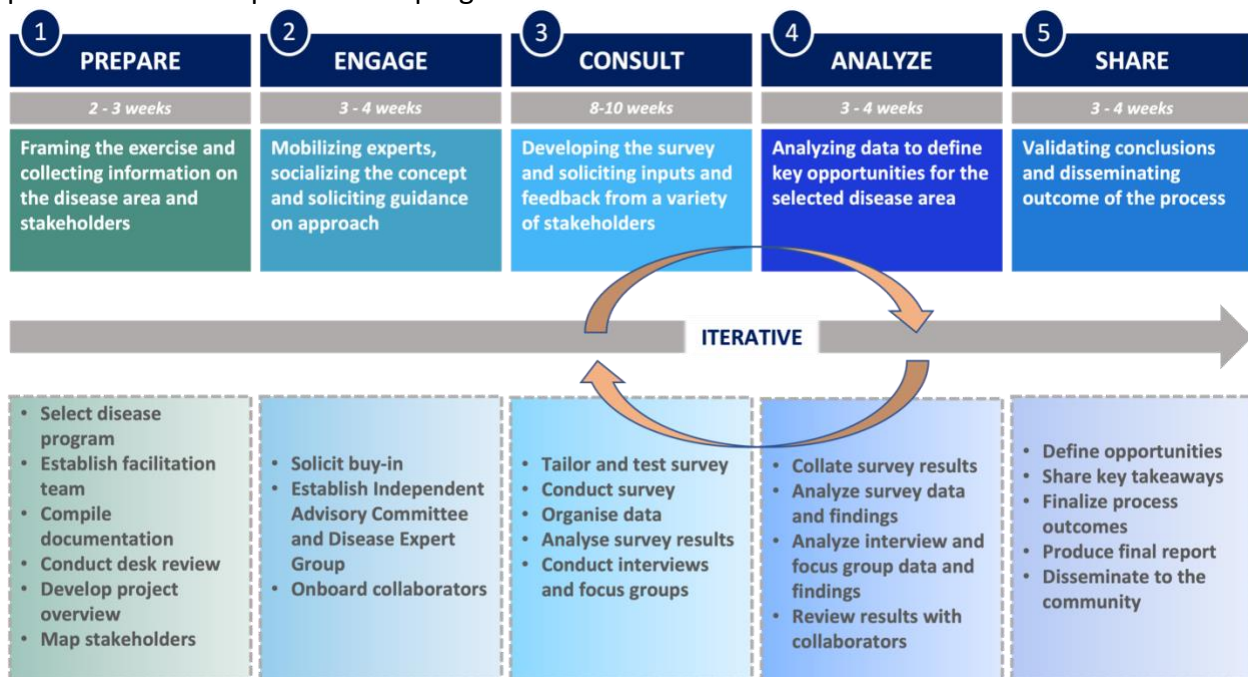 1
PREPARE
2 - 3 weeks
Framing the exercise and
collecting information on
the disease area and
stakeholders
2
ENGAGE
3 - 4 weeks
Mobilizing experts,
socializing the concept
and soliciting guidance
on approach
3
CONSULT
8-10 weeks
Developing the survey
and soliciting inputs and
feedback from a variety
of stakeholders
4
ANALYZE
3 - 4 weeks
Analyzing data to define
key opportunities for the
selected disease area
5
SHARE
3 - 4 weeks
Validating conclusions
and disseminating
outcome of the process
ITERATIVE
• Select disease
program
• Establish facilitation
team
• Compile
documentation
• Conduct desk review
• Develop project
overview
• Map stakeholders
• Solicit buy-in
• Establish Independent
Advisory Committee
and Disease Expert
Group
• Onboard collaborators
• Tailor and test survey
• Conduct survey
• Organise data
• Analyse survey results
• Conduct interviews
and focus groups
• Collate survey results
• Analyze survey data
and findings
• Analyze interview and
focus group data and
findings
• Review results with
collaborators
• Define opportunities
• Share key takeaways
• Finalize process
outcomes
• Produce final report
• Disseminate to the
community